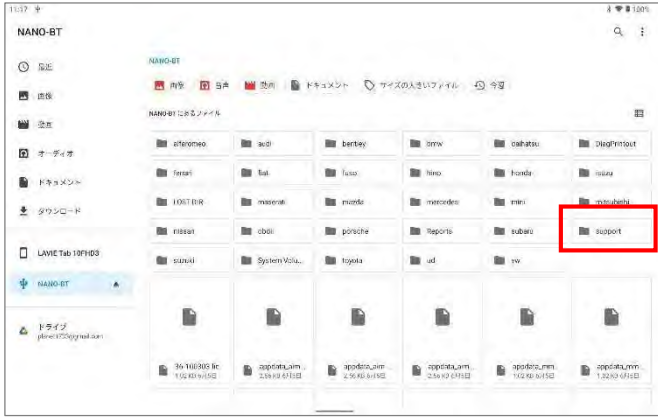 11:17
100%
NANO-BT
最近
画像
動画
オーディオ
ドキュメント
ダウンロード
LAVIE Tab 10FHD3
NANO-BT
ドライブ
NANO-BT
画像 音声 動画 ドキュメント サイズの大きいファイル 今週
NANO-BT にあるファイル
alfaromeo audi bentley bmw daihatsu DiagPrintout
ferrari fiat fuso hino honda isuzu
LOST.DIR maserati mazda mercedes mini mitsubishi
nissan obdii porsche Reports subaru support
suzuki System Volu... toyota ud vw
appdata_aim... appdata_aim... appdata_aim... appdata_mm... appdata_mm...